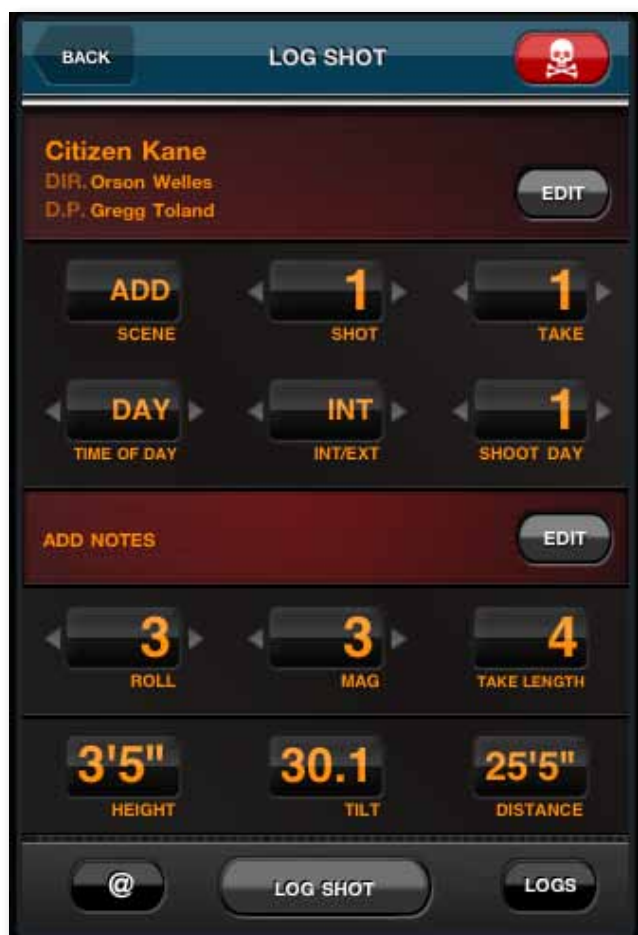 BACK LOG SHOT
Citizen Kane
DIR. Orson Welles
D.P. Gregg Toland
EDIT
ADD 1 1
SCENE SHOT TAKE
DAY INT 1
TIME OF DAY INT/EXT SHOOT DAY
ADD NOTES EDIT
3 3 4
ROLL MAG TAKE LENGTH
3'5" 30.1 25'5"
HEIGHT TILT DISTANCE
@ LOG SHOT LOGS